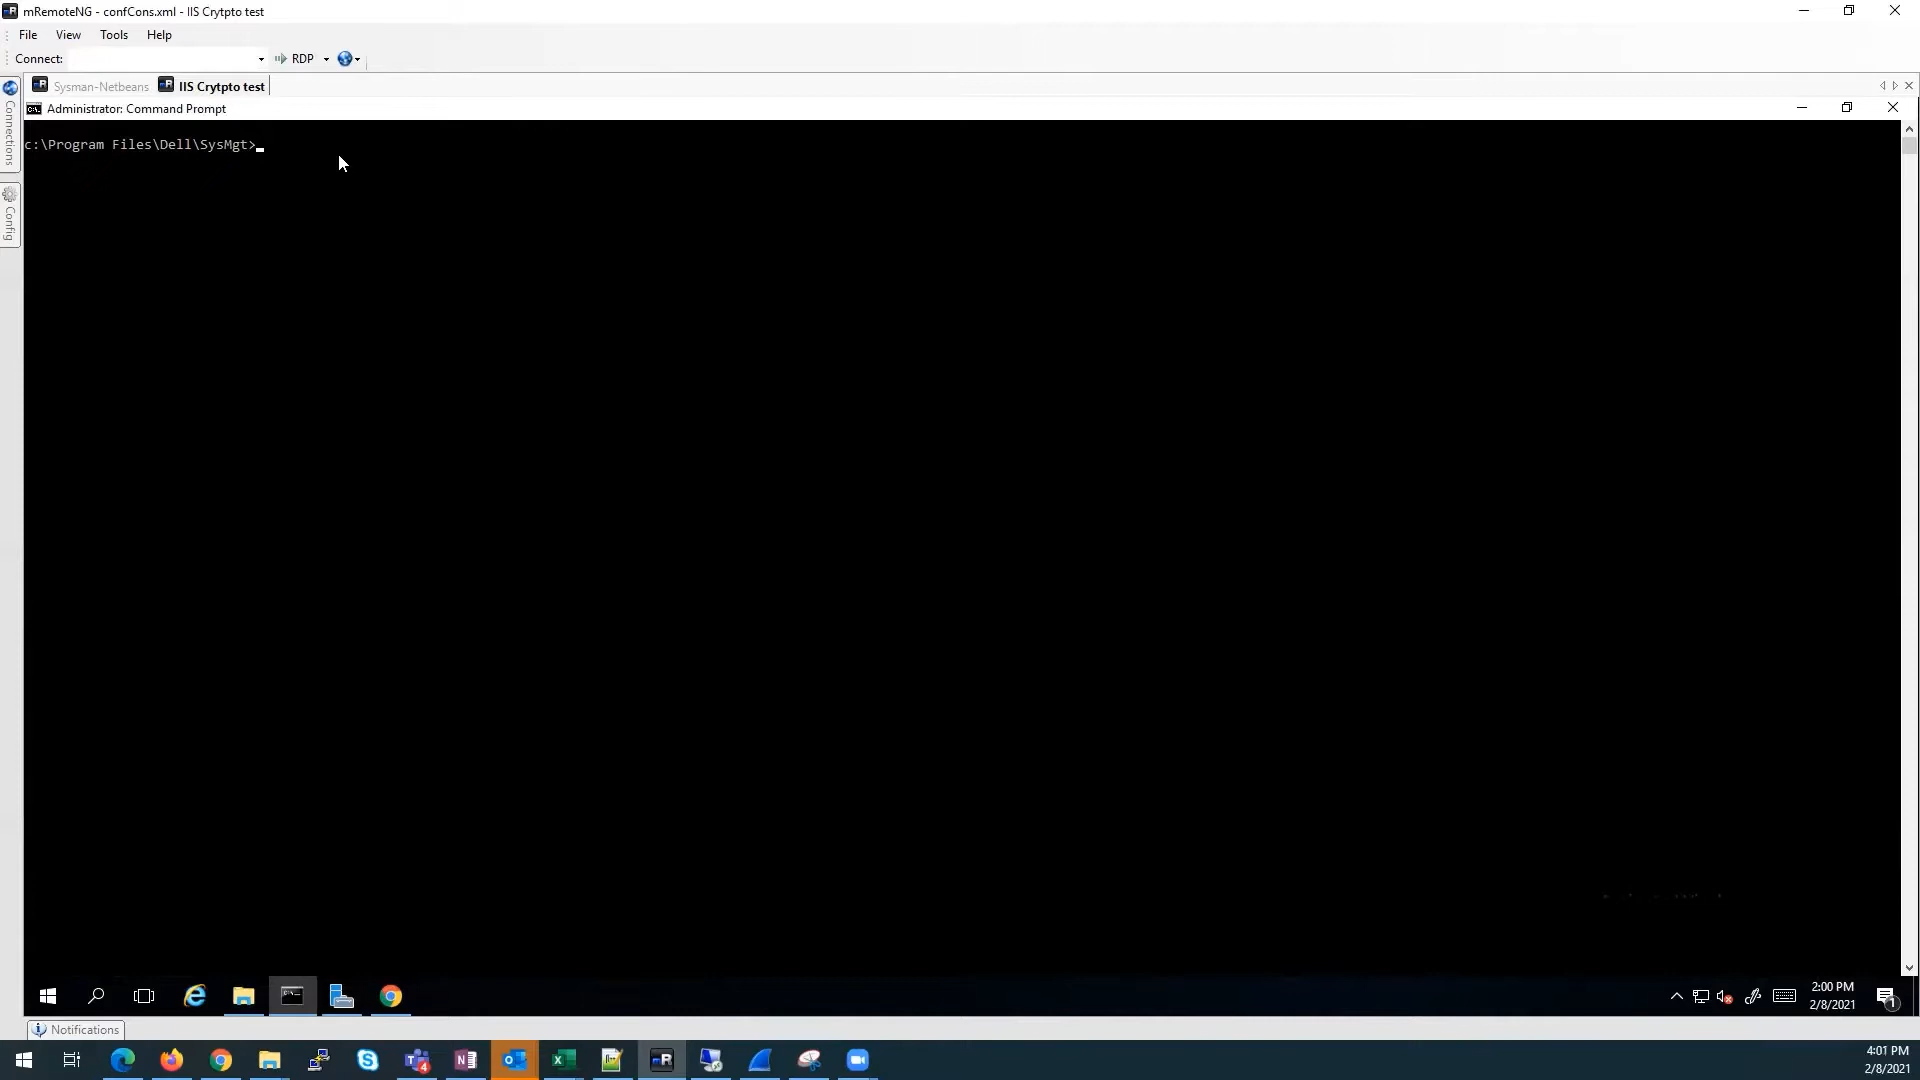 mRemoteNG - confCons.xml - IIS Crytpto test
File View Tools Help
Connect: RDP
Sysman-Netbeans IIS Crytpto test
Connections
Config
Administrator: Command Prompt
c:\Program Files\Dell\SysMgt>
2:00 PM
2/8/2021
1
Notifications
4
4:01 PM
2/8/2021